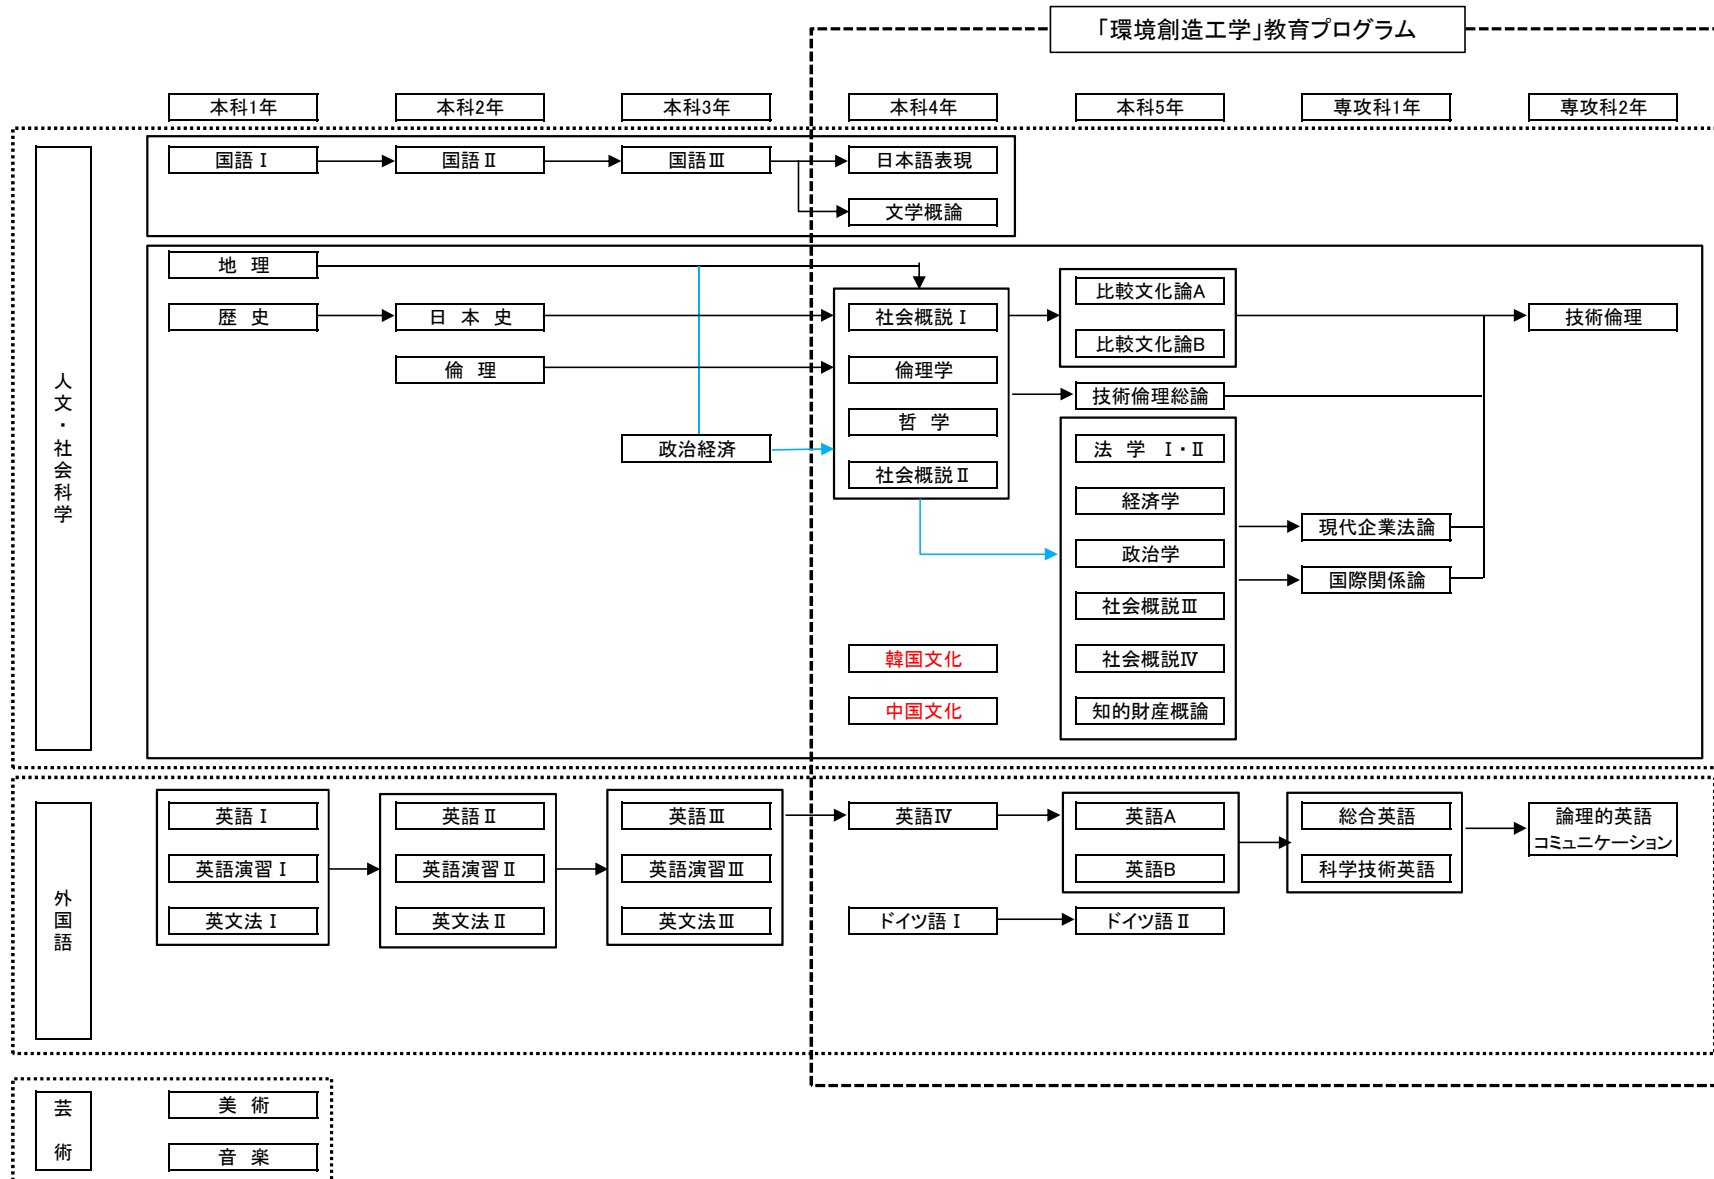 「環境創造工学」教育プログラム
本科1年
本科2年
本科3年
本科4年
本科5年
専攻科1年
専攻科2年
人文・社会科学
国語Ⅰ
国語Ⅱ
国語Ⅲ
日本語表現
文学概論
地 理
歴 史
日 本 史
倫 理
政治経済
社会概説Ⅰ
倫理学
哲 学
社会概説Ⅱ
韓国文化
中国文化
比較文化論A
比較文化論B
技術倫理総論
法 学 Ⅰ・Ⅱ
経済学
政治学
社会概説Ⅲ
社会概説Ⅳ
知的財産概論
現代企業法論
国際関係論
技術倫理
外国語
英語Ⅰ
英語演習Ⅰ
英文法Ⅰ
英語Ⅱ
英語演習Ⅱ
英文法Ⅱ
英語Ⅲ
英語演習Ⅲ
英文法Ⅲ
英語Ⅳ
ドイツ語Ⅰ
英語A
英語B
ドイツ語Ⅱ
総合英語
科学技術英語
論理的英語
コミュニケーション
芸術
美 術
音 楽